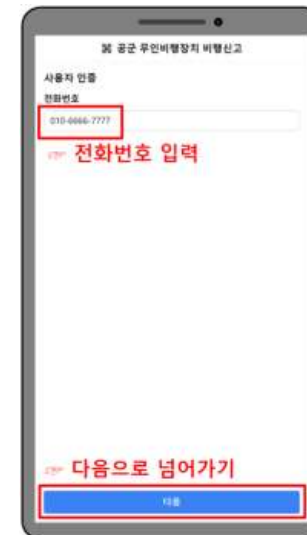 ⌘ 공군 무인비행장치 비행신고
사용자 인증
전화번호
010-6666-7777
☞ 전화번호 입력
☞ 다음으로 넘어가기
다음